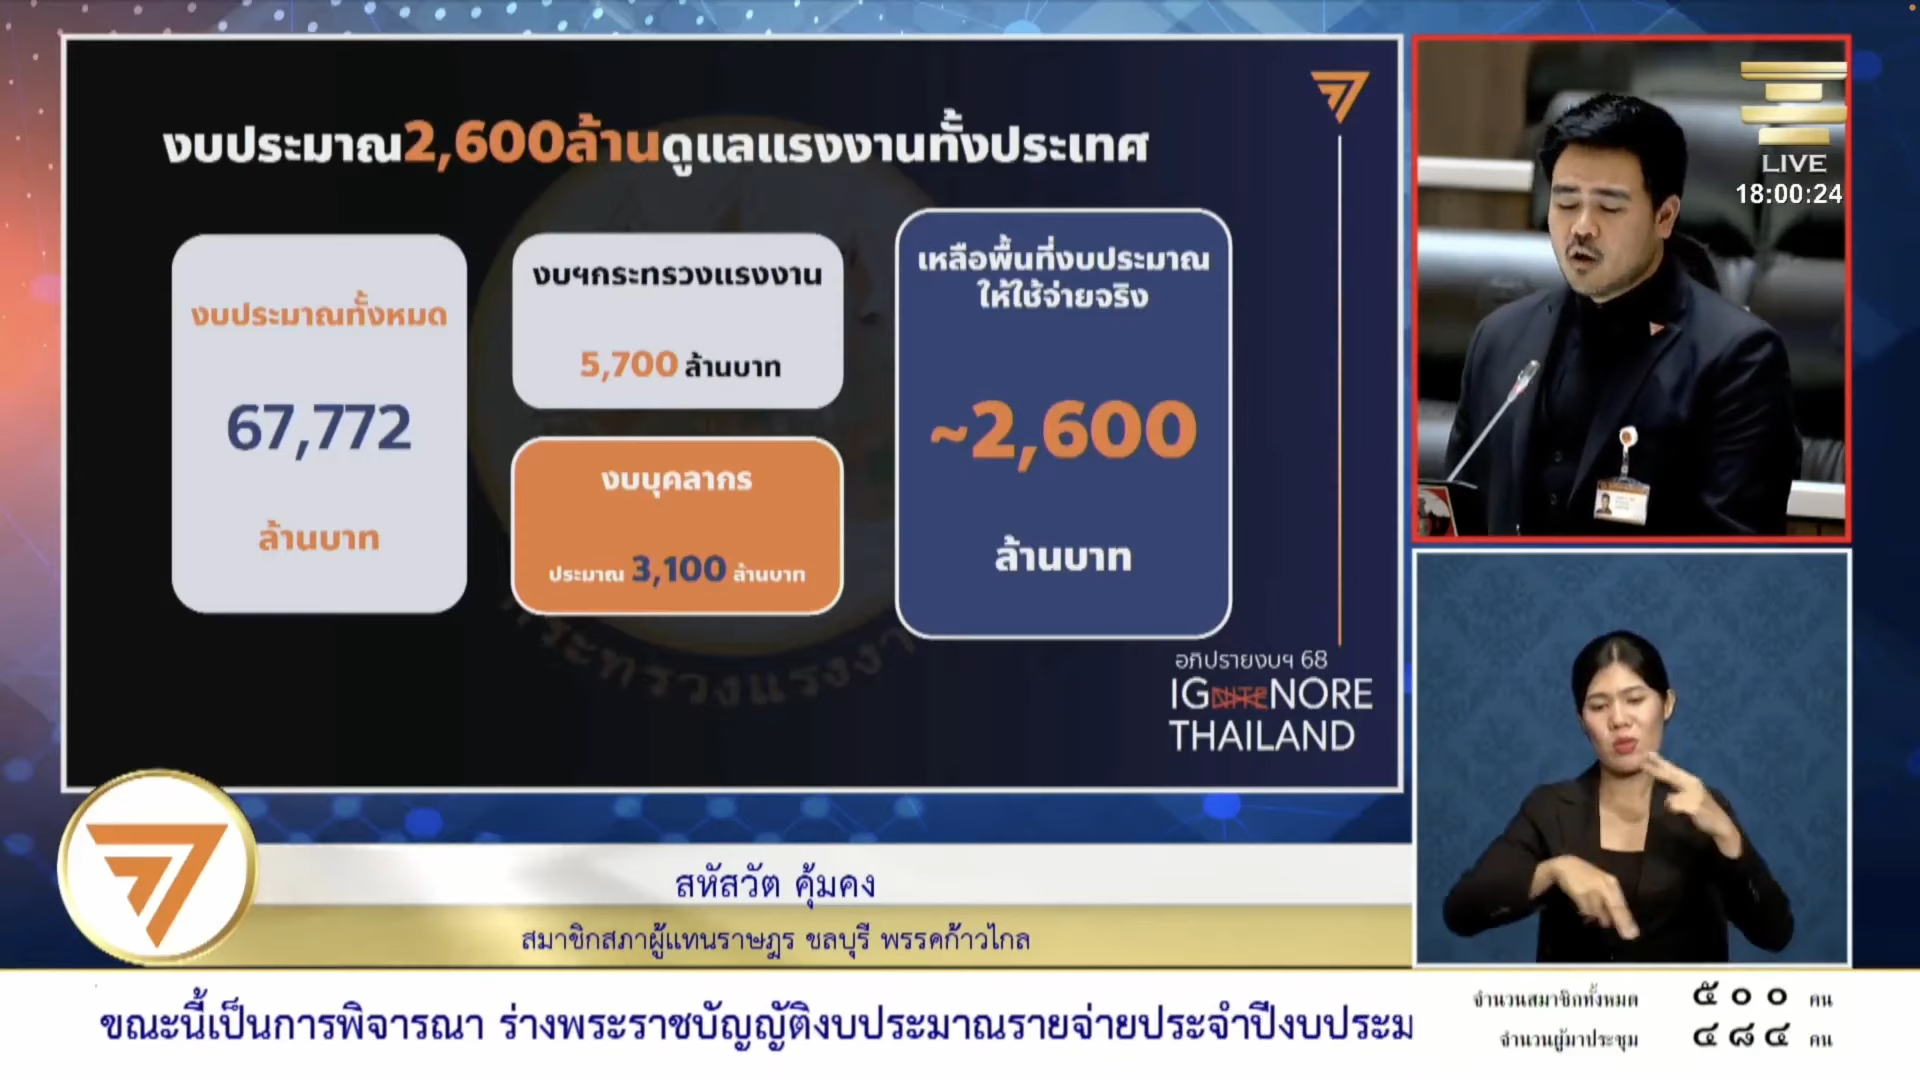 งบประมาณ2,600ล้านดูแลแรงงานทั้งประเทศ
งบประมาณทั้งหมด
67,772
ล้านบาท
งบฯกระทรวงแรงงาน
5,700 ล้านบาท
งบบุคลากร
ประมาณ 3,100 ล้านบาท
เหลือพื้นที่งบประมาณ
ให้ใช้จ่ายจริง
~2,600
ล้านบาท
กระทรวงแรงงาน
อภิปรายงบฯ 68
IGNITENORE
THAILAND
LIVE
18:00:24
สหัสวัต คุ้มคง
สมาชิกสภาผู้แทนราษฎร ชลบุรี พรรคก้าวไกล
ขณะนี้เป็นการพิจารณา ร่างพระราชบัญญัติงบประมาณรายจ่ายประจำปีงบประม
จำนวนสมาชิกทั้งหมด ๕๐๐ คน
จำนวนผู้มาประชุม ๔๘๔ คน